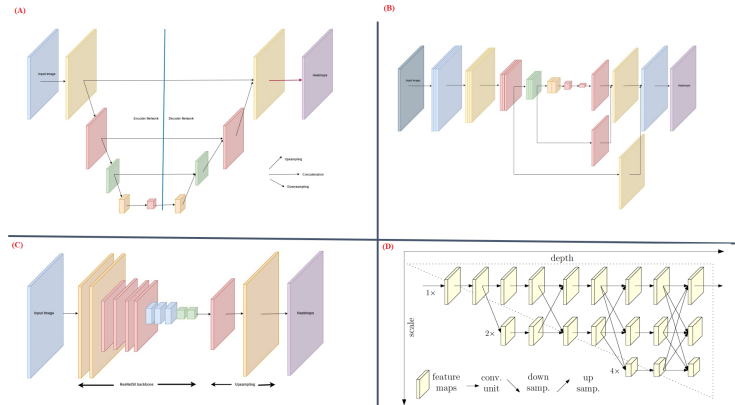 (A)
Input Image
Heatmaps
Encoder Network
Decoder Network
Upsampling
Concatenation
Downsampling
(B)
Input Image
Heatmaps
(C)
Input Image
Heatmaps
ResNet50 backbone
Upsampling
(D)
depth
scale
1×
2×
4×
feature
maps
conv.
unit
down
samp.
up
samp.